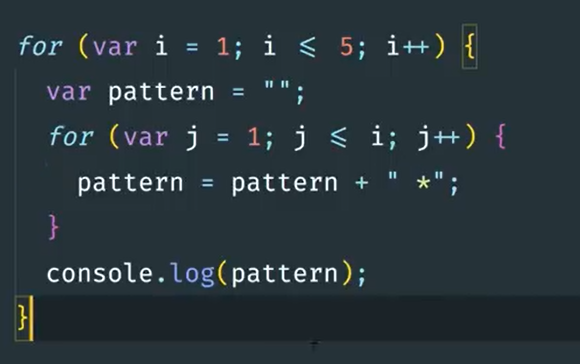 for (var i = 1; i <= 5; i++) {
  var pattern = "";
  for (var j = 1; j <= i; j++) {
    pattern = pattern + " *";
  }
  console.log(pattern);
}